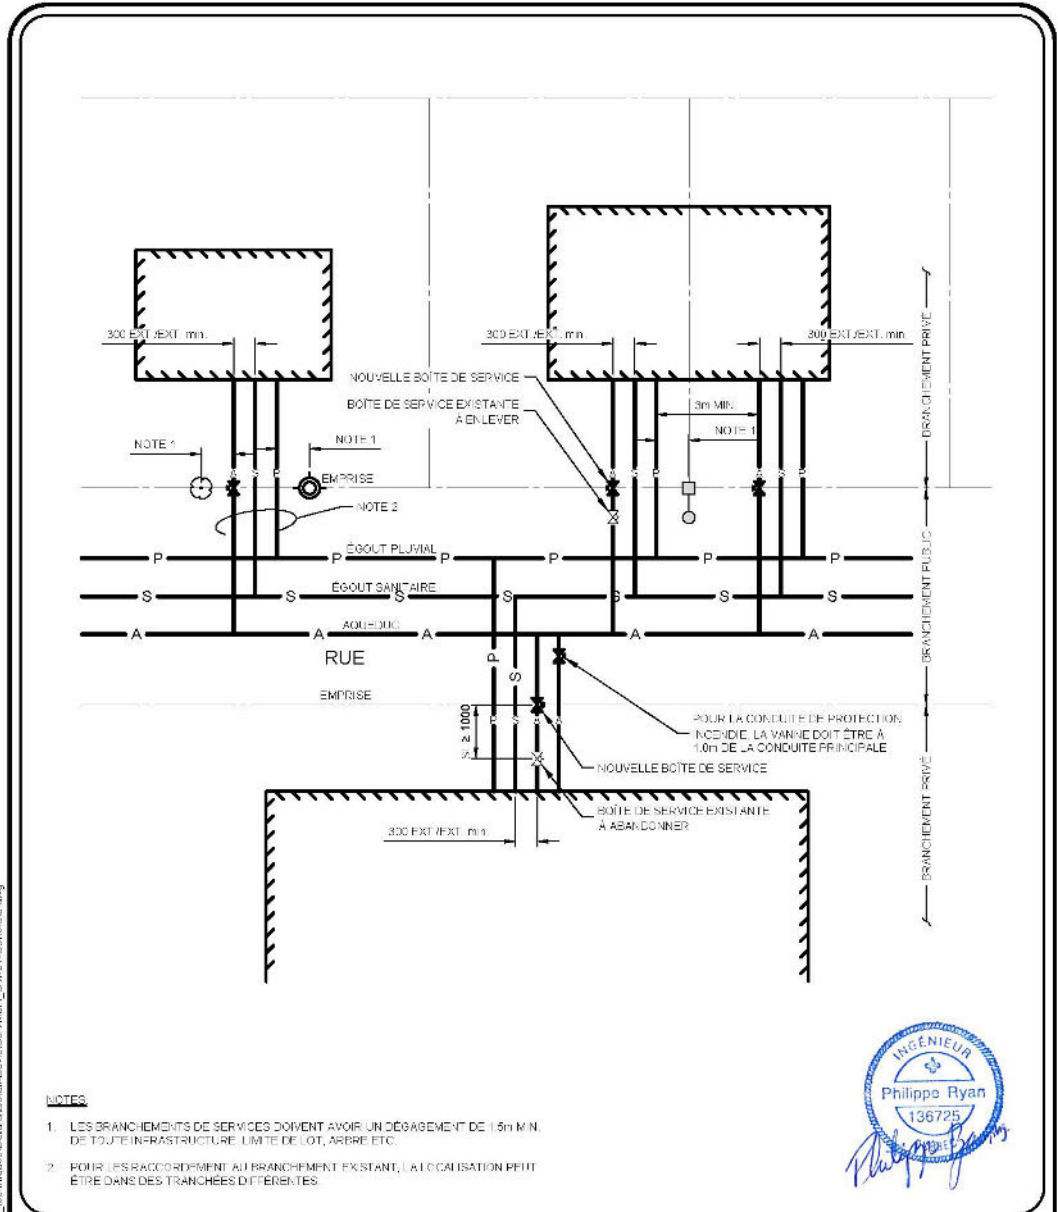 300 EXT./EXT. min.
300 EXT./EXT. min.
300 EXT./EXT. min.
NOUVELLE BOÎTE DE SERVICE
BOÎTE DE SERVICE EXISTANTE
À ENLEVER
3m MIN.
NOTE 1
NOTE 1
NOTE 1
A S P
A S P
A S P
EMPRISE
NOTE 2
BRANCHEMENT PRIVÉ
BRANCHEMENT PUBLIC
BRANCHEMENT PRIVÉ
ÉGOUT PLUVIAL
P P P P P P
ÉGOUT SANITAIRE
S S S S S S
AQUEDUC
A A A A A
RUE
P
S
EMPRISE
P S A A
SI ≥ 1000
POUR LA CONDUITE DE PROTECTION
INCENDIE, LA VANNE DOIT ÊTRE À
1.0m DE LA CONDUITE PRINCIPALE
NOUVELLE BOÎTE DE SERVICE
BOÎTE DE SERVICE EXISTANTE
À ABANDONNER
300 EXT./EXT. min.
NOTES:
1. LES BRANCHEMENTS DE SERVICES DOIVENT AVOIR UN DÉGAGEMENT DE 1.5m MIN.
DE TOUTE INFRASTRUCTURE, LIMITE DE LOT, ARBRE ETC.
2. POUR LES RACCORDEMENT AU BRANCHEMENT EXISTANT, LA LOCALISATION PEUT
ÊTRE DANS DES TRANCHÉES DIFFÉRENTES.
INGÉNIEUR
Philippe Ryan
136725
QUÉBEC